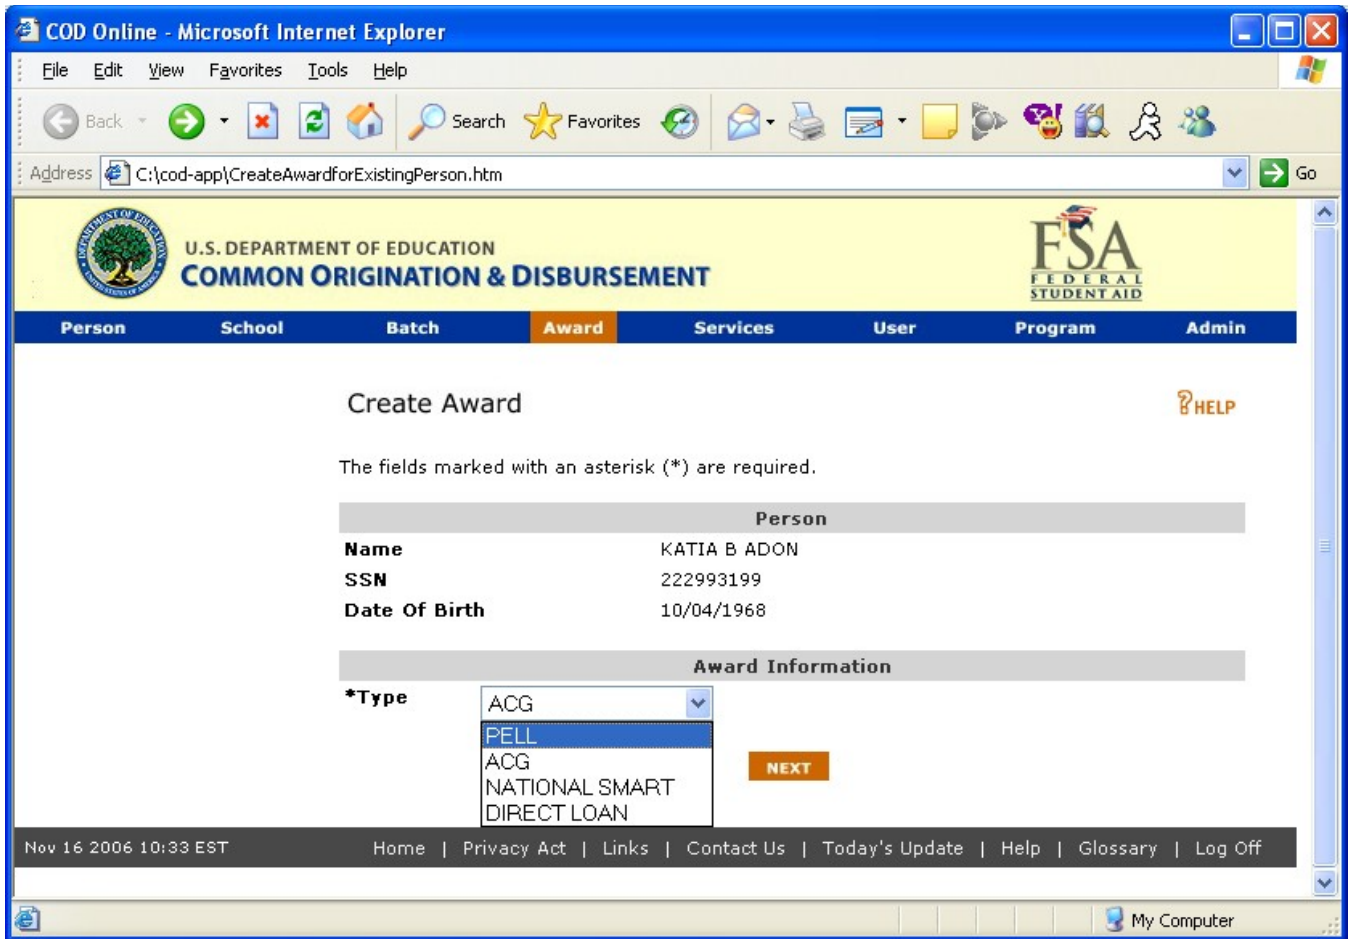 COD Online - Microsoft Internet Explorer
File Edit View Favorites Tools Help
Back Search Favorites
Address C:\cod-app\CreateAwardforExistingPerson.htm Go
U.S. DEPARTMENT OF EDUCATION
COMMON ORIGINATION & DISBURSEMENT
FSA
FEDERAL
STUDENT AID
Person School Batch Award Services User Program Admin
Create Award
HELP
The fields marked with an asterisk (*) are required.
Person
Name KATIA B ADON
SSN 222993199
Date Of Birth 10/04/1968
Award Information
*Type ACG
PELL
ACG
NATIONAL SMART
DIRECT LOAN
NEXT
Nov 16 2006 10:33 EST Home | Privacy Act | Links | Contact Us | Today's Update | Help | Glossary | Log Off
My Computer